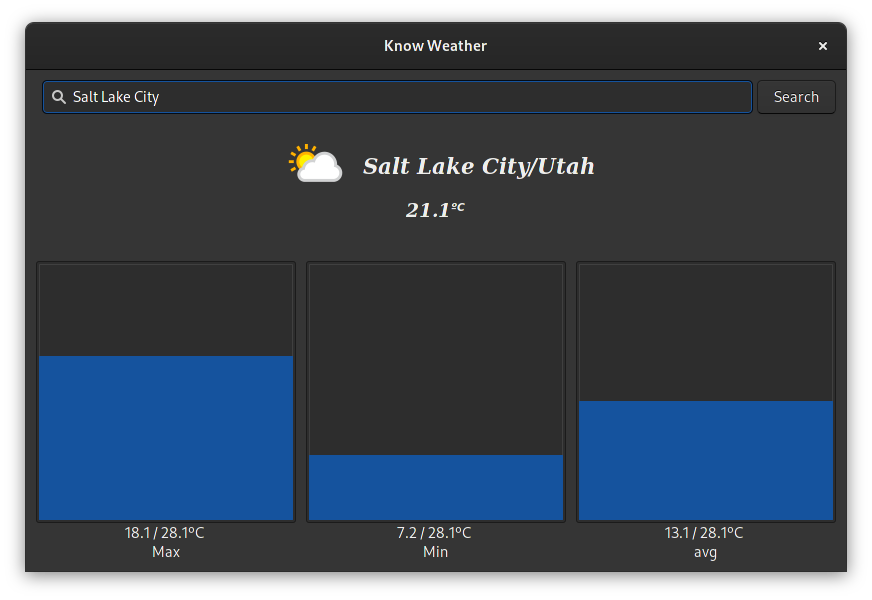 Know Weather
Salt Lake City
Search
Salt Lake City/Utah
21.1ºC
18.1 / 28.1ºC
Max
7.2 / 28.1ºC
Min
13.1 / 28.1ºC
avg